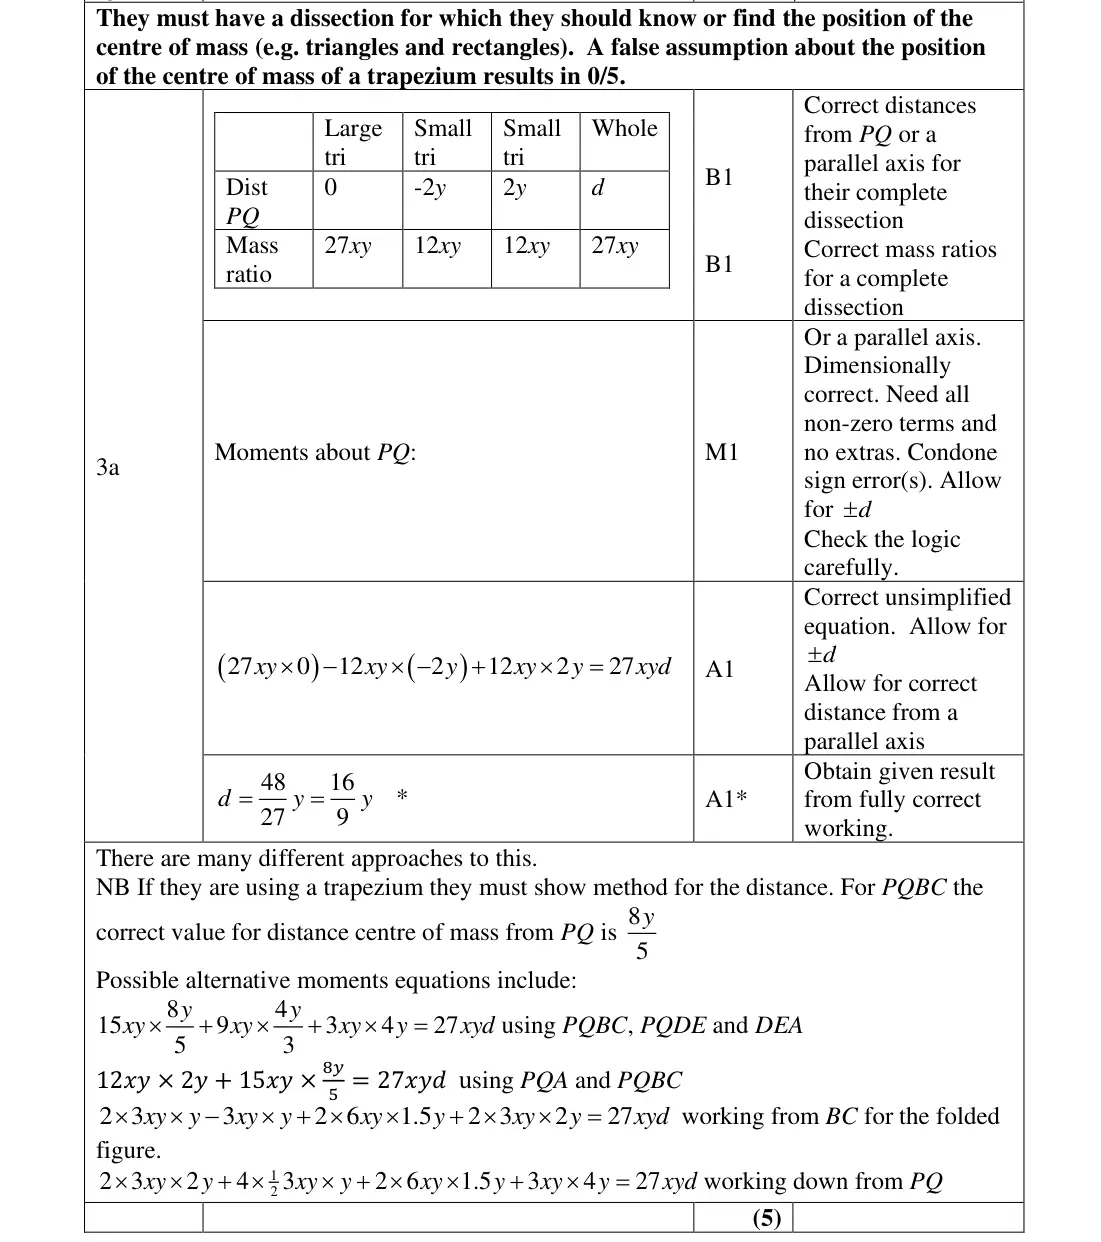 They must have a dissection for which they should know or find the position of the
centre of mass (e.g. triangles and rectangles).  A false assumption about the position
of the centre of mass of a trapezium results in 0/5.
3a
Large tri Small tri Small tri Whole
Dist PQ 0 -2y 2y d
Mass ratio 27xy 12xy 12xy 27xy
B1
B1
Correct distances
from PQ or a
parallel axis for
their complete
dissection
Correct mass ratios
for a complete
dissection
Moments about PQ:
M1
Or a parallel axis.
Dimensionally
correct. Need all
non-zero terms and
no extras. Condone
sign error(s). Allow
for ±d
Check the logic
carefully.
(27xy×0)−12xy×(−2y)+12xy×2y=27xyd
A1
Correct unsimplified
equation.  Allow for
±d
Allow for correct
distance from a
parallel axis
d = 48/27 y = 16/9 y *
A1*
Obtain given result
from fully correct
working.
There are many different approaches to this.
NB If they are using a trapezium they must show method for the distance. For PQBC the
correct value for distance centre of mass from PQ is 8y/5
Possible alternative moments equations include:
15xy× 8y/5 +9xy× 4y/3 +3xy×4y=27xyd using PQBC, PQDE and DEA
12xy × 2y + 15xy × 8y/5 = 27xyd using PQA and PQBC
2×3xy×y−3xy×y+2×6xy×1.5y+2×3xy×2y=27xyd working from BC for the folded
figure.
2×3xy×2y+4×½3xy×y+2×6xy×1.5y+3xy×4y=27xyd working down from PQ
(5)